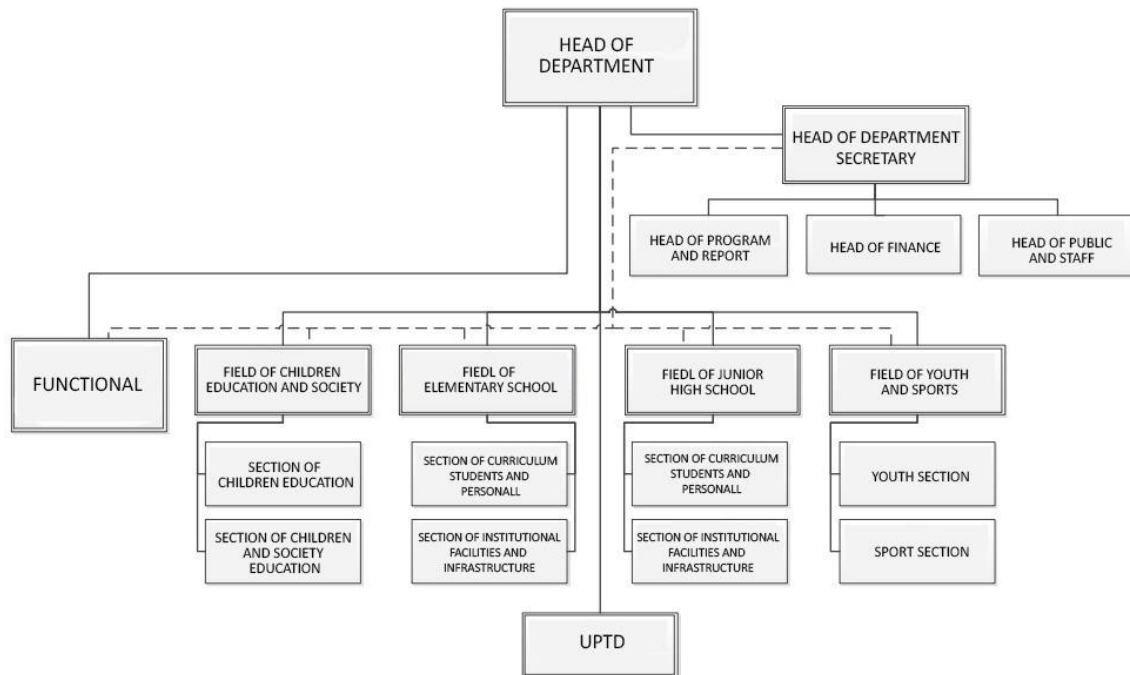 HEAD OF
DEPARTMENT
HEAD OF DEPARTMENT
SECRETARY
HEAD OF PROGRAM
AND REPORT
HEAD OF FINANCE
HEAD OF PUBLIC
AND STAFF
FUNCTIONAL
FIELD OF CHILDREN
EDUCATION AND SOCIETY
FIEDL OF
ELEMENTARY SCHOOL
FIEDL OF JUNIOR
HIGH SCHOOL
FIELD OF YOUTH
AND SPORTS
SECTION OF
CHILDREN EDUCATION
SECTION OF CURRICULUM
STUDENTS AND
PERSONALL
SECTION OF CURRICULUM
STUDENTS AND
PERSONALL
YOUTH SECTION
SECTION OF CHILDREN
AND SOCIETY
EDUCATION
SECTION OF INSTITUTIONAL
FACILITIES AND
INFRASTRUCTURE
SECTION OF INSTITUTIONAL
FACILITIES AND
INFRASTRUCTURE
SPORT SECTION
UPTD